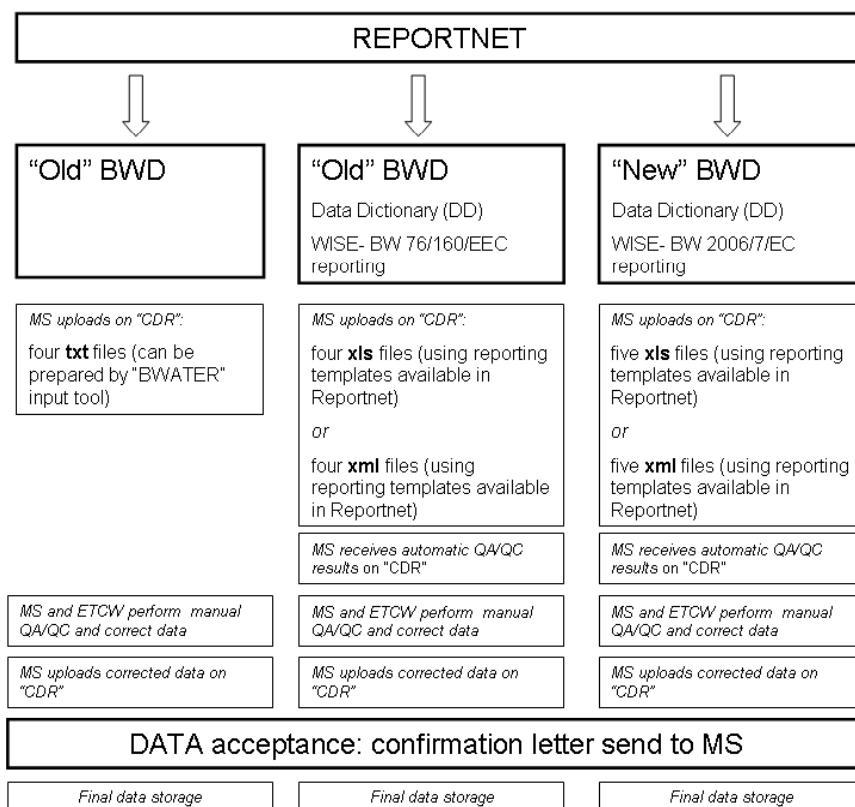 REPORTNET
"Old" BWD
"Old" BWD
Data Dictionary (DD)
WISE- BW 76/160/EEC
reporting
"New" BWD
Data Dictionary (DD)
WISE- BW 2006/7/EC
reporting
MS uploads on "CDR":
four txt files (can be
prepared by "BWATER"
input tool)
MS uploads on "CDR":
four xls files (using reporting
templates available in
Reportnet)
or
four xml files (using
reporting templates available
in Reportnet)
MS uploads on "CDR":
five xls files (using reporting
templates available in
Reportnet)
or
five xml files (using reporting
templates available in
Reportnet)
MS receives automatic QA/QC
results on "CDR"
MS receives automatic QA/QC
results on "CDR"
MS and ETCW perform manual
QA/QC and correct data
MS and ETCW perform manual
QA/QC and correct data
MS and ETCW perform manual
QA/QC and correct data
MS uploads corrected data on
"CDR"
MS uploads corrected data on
"CDR"
MS uploads corrected data on
"CDR"
DATA acceptance: confirmation letter send to MS
Final data storage
Final data storage
Final data storage